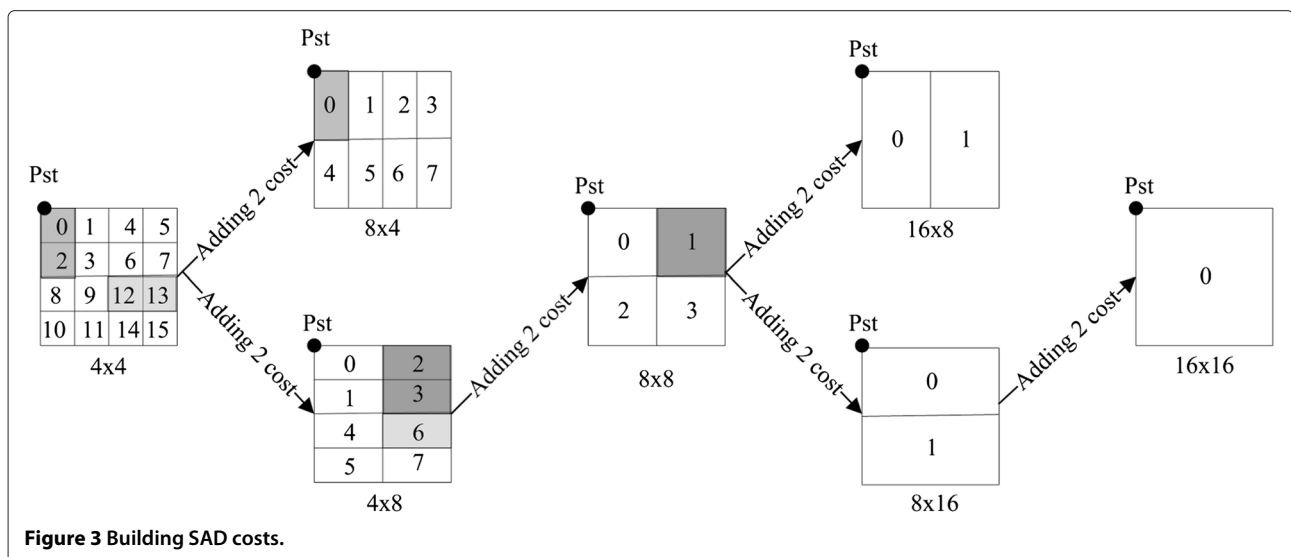 Pst
0 1 2 3
4 5 6 7
8x4
Adding 2 cost
Pst
0 1 4 5
2 3 6 7
8 9 12 13
10 11 14 15
4x4
Adding 2 cost
Pst
0 2
1 3
4 6
5 7
4x8
Adding 2 cost
Pst
0 1
2 3
8x8
Adding 2 cost
Pst
0 1
16x8
Adding 2 cost
Pst
0
1
8x16
Adding 2 cost
Pst
0
16x16
Figure 3 Building SAD costs.